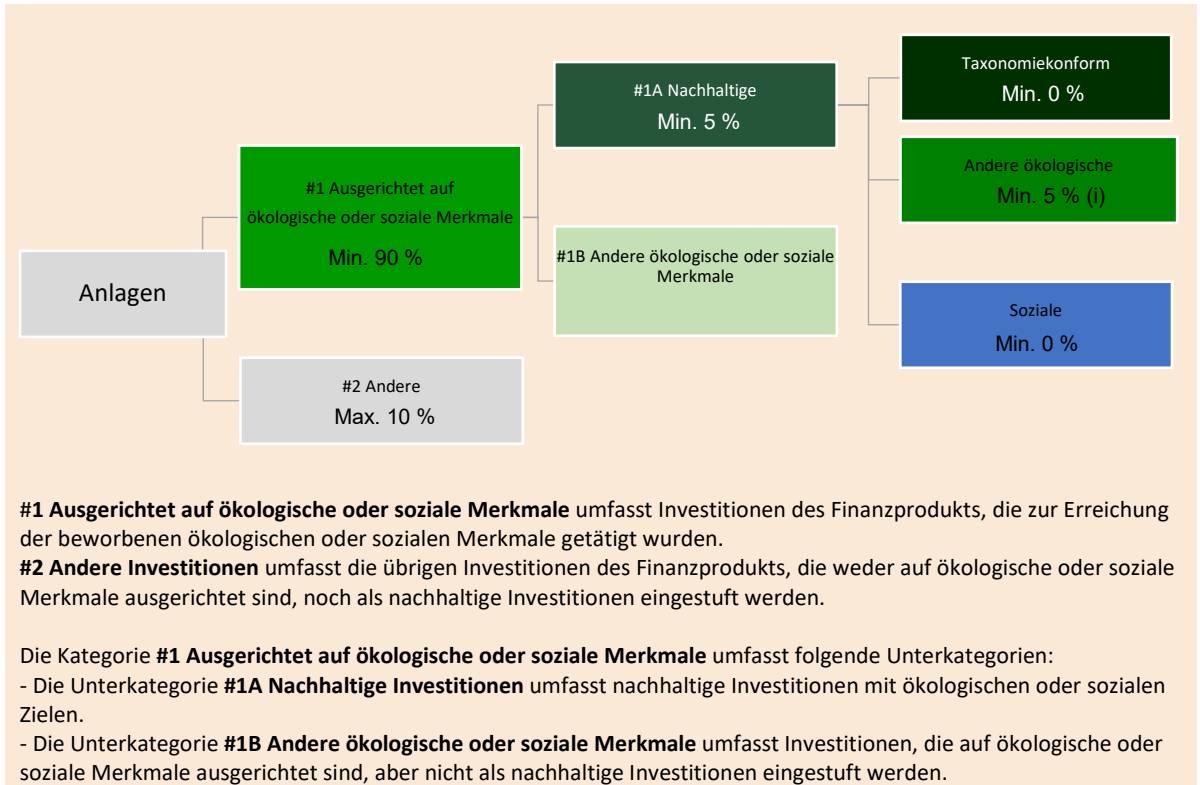 Anlagen
#1 Ausgerichtet auf
ökologische oder soziale Merkmale
Min. 90 %
#2 Andere
Max. 10 %
#1A Nachhaltige
Min. 5 %
#1B Andere ökologische oder soziale
Merkmale
Taxonomiekonform
Min. 0 %
Andere ökologische
Min. 5 % (i)
Soziale
Min. 0 %
#1 Ausgerichtet auf ökologische oder soziale Merkmale umfasst Investitionen des Finanzprodukts, die zur Erreichung
der beworbenen ökologischen oder sozialen Merkmale getätigt wurden.
#2 Andere Investitionen umfasst die übrigen Investitionen des Finanzprodukts, die weder auf ökologische oder soziale
Merkmale ausgerichtet sind, noch als nachhaltige Investitionen eingestuft werden.
Die Kategorie #1 Ausgerichtet auf ökologische oder soziale Merkmale umfasst folgende Unterkategorien:
- Die Unterkategorie #1A Nachhaltige Investitionen umfasst nachhaltige Investitionen mit ökologischen oder sozialen
Zielen.
- Die Unterkategorie #1B Andere ökologische oder soziale Merkmale umfasst Investitionen, die auf ökologische oder
soziale Merkmale ausgerichtet sind, aber nicht als nachhaltige Investitionen eingestuft werden.